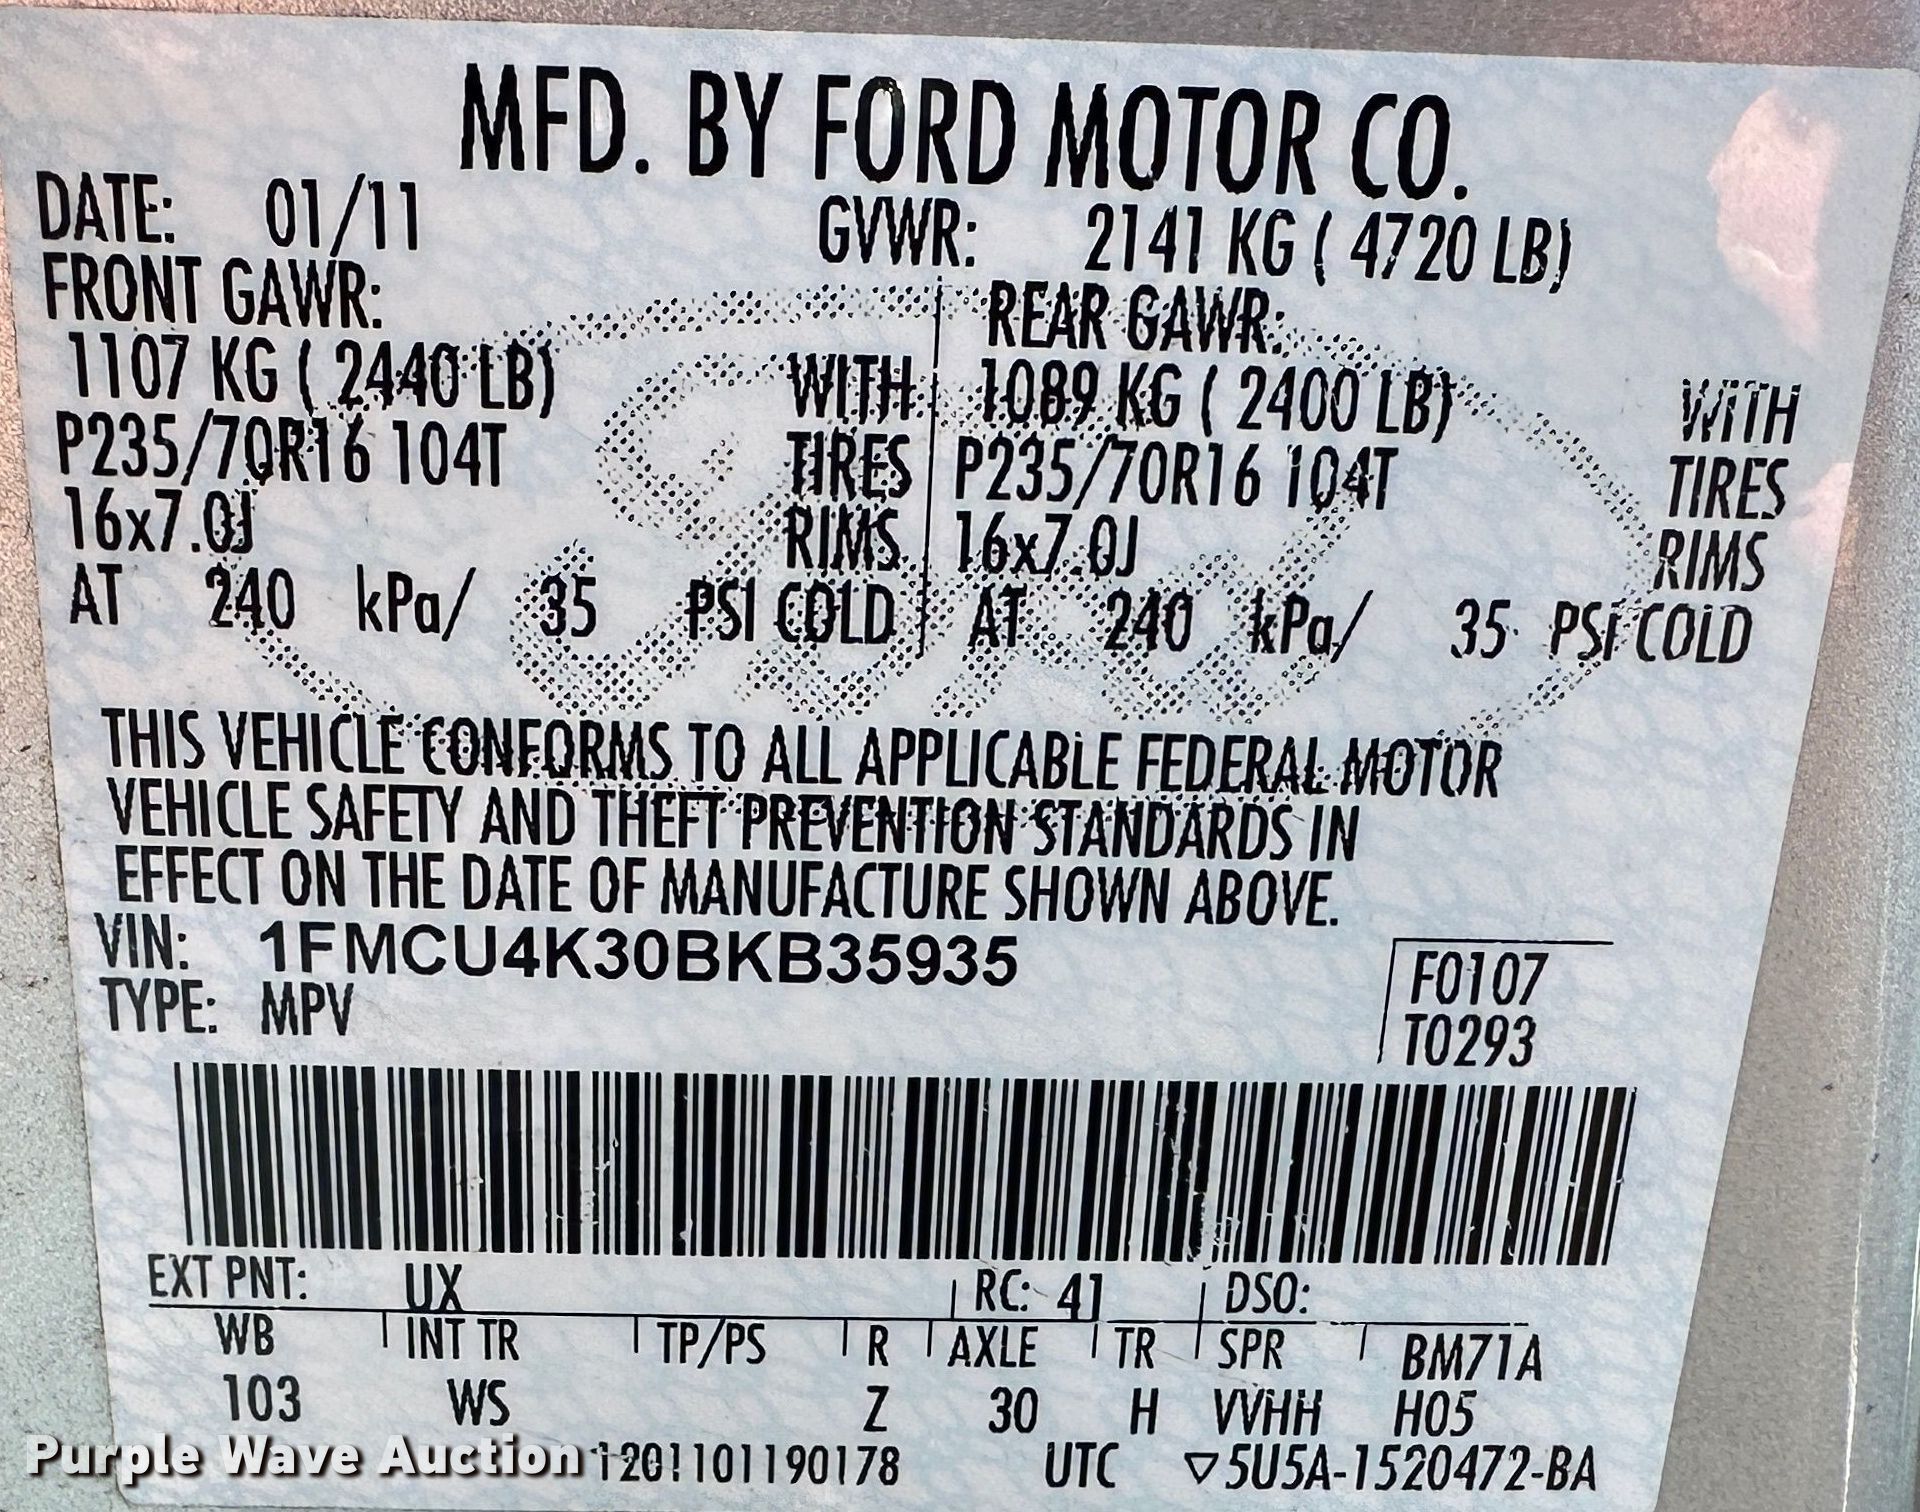 MFD. BY FORD MOTOR CO.
DATE: 01/11 GVWR: 2141 KG ( 4720 LB)
FRONT GAWR: REAR GAWR:
1107 KG ( 2440 LB) WITH 1089 KG ( 2400 LB) WITH
P235/70R16 104T TIRES P235/70R16 104T TIRES
16x7.0J RIMS 16x7.0J RIMS
AT 240 kPa/ 35 PSI COLD AT 240 kPa/ 35 PSI COLD
THIS VEHICLE CONFORMS TO ALL APPLICABLE FEDERAL MOTOR
VEHICLE SAFETY AND THEFT PREVENTION STANDARDS IN
EFFECT ON THE DATE OF MANUFACTURE SHOWN ABOVE.
VIN: 1FMCU4K30BKB35935 F0107
TYPE: MPV T0293
EXT PNT: UX RC: 41 DSO:
WB INT TR TP/PS R AXLE TR SPR BM71A
103 WS Z 30 H VVHH H05
Purple Wave Auction 1201101190178 UTC ▽5U5A-1520472-BA
Ford